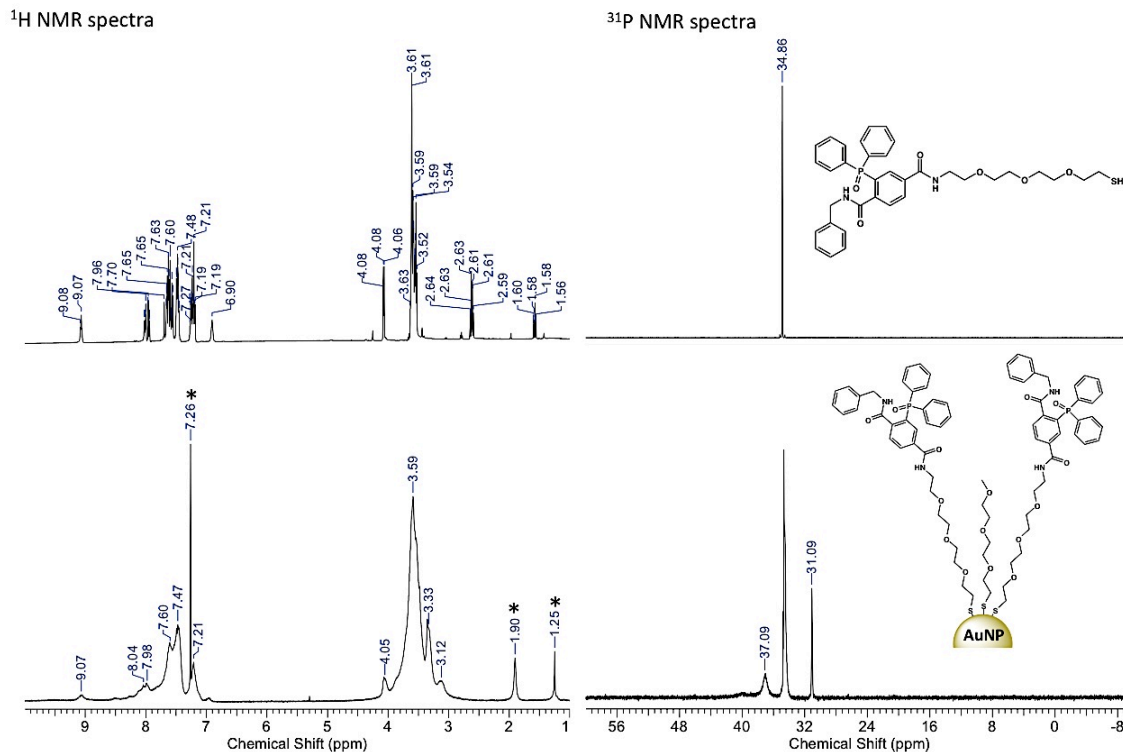 ¹H NMR spectra
³¹P NMR spectra
9.08
9.07
7.96
7.70
7.65
7.65
7.63
7.60
7.27
7.21
7.48
7.21
7.19
7.19
6.90
4.08
4.08
4.06
3.63
3.61
3.61
3.59
3.59
3.54
3.52
2.64
2.63
2.63
2.61
2.61
2.59
1.60
1.58
1.58
1.56
34.86
P
O
NH
O
O
N
H
O
O
O
SH
9.07
8.04
7.98
7.60
7.47
7.26 *
7.21
4.05
3.59
3.33
3.12
1.90 *
1.25 *
37.09
31.09
NH
O
O
P
O
NH
O
O
O
S
O
O
O
S
NH
O
O
P
O
NH
O
O
O
S
AuNP
9 8 7 6 5 4 3 2 1
Chemical Shift (ppm)
56 48 40 32 24 16 8 0 -8
Chemical Shift (ppm)